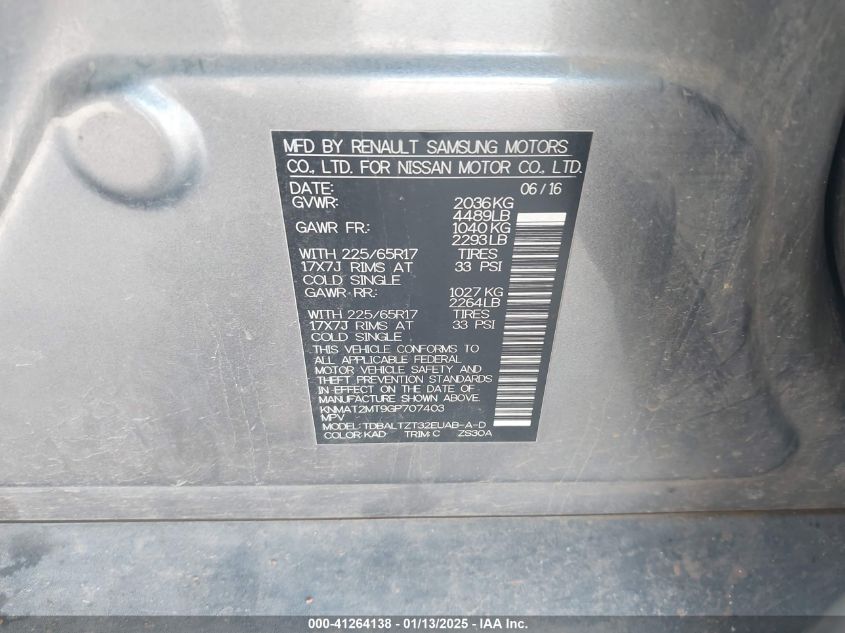 MFD BY RENAULT SAMSUNG MOTORS
CO., LTD. FOR NISSAN MOTOR CO., LTD.
DATE: 06/16
GVWR: 2036KG
4489LB
GAWR FR.: 1040KG
2293LB
WITH 225/65R17 TIRES
17X7J RIMS AT 33 PSI
COLD SINGLE
GAWR RR.: 1027KG
2264LB
WITH 225/65R17 TIRES
17X7J RIMS AT 33 PSI
COLD SINGLE
THIS VEHICLE CONFORMS TO
ALL APPLICABLE FEDERAL
MOTOR VEHICLE SAFETY AND
THEFT PREVENTION STANDARDS
IN EFFECT ON THE DATE OF
MANUFACTURE SHOWN ABOVE.
KNMAT2MT9GP707403
MPV
MODEL: TDBALTZT32EUAB-A-D
COLOR: KAD TRIM: C ZS30A
000-41264138 - 01/13/2025 - IAA Inc.